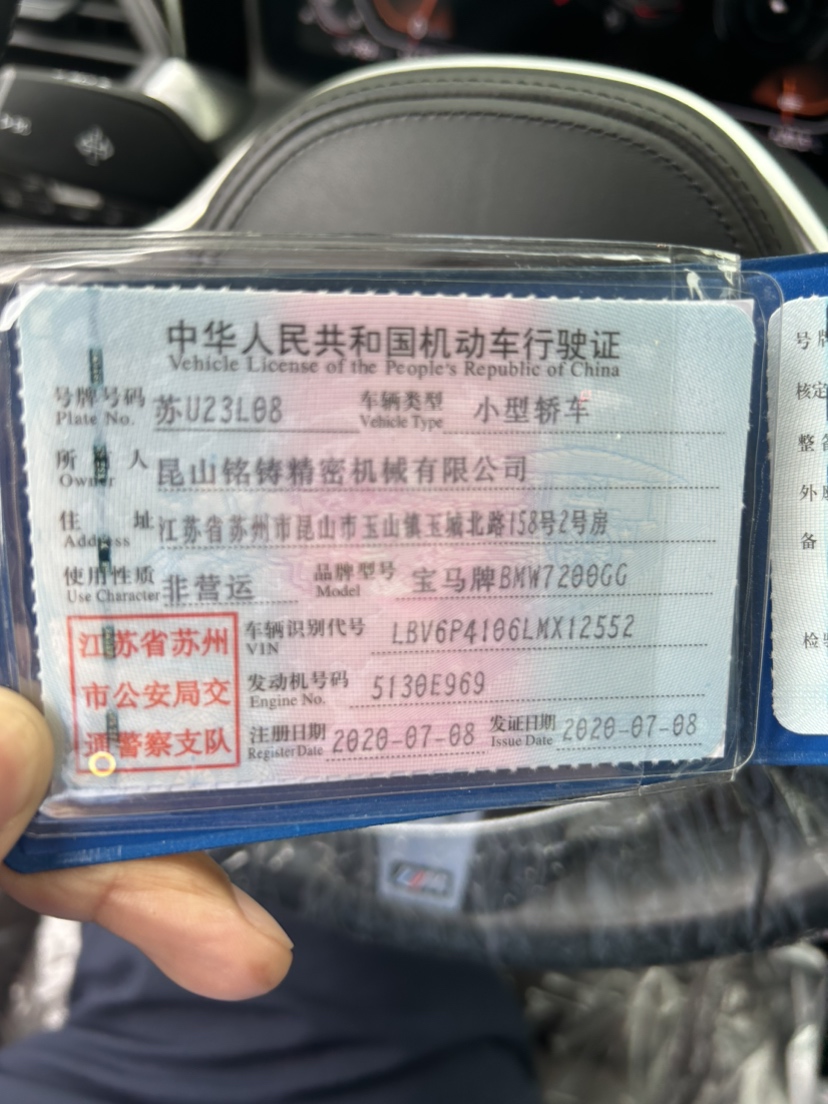 中华人民共和国机动车行驶证
Vehicle License of the People's Republic of China
号牌号码 苏U23L08 车辆类型 小型轿车
Plate No. Vehicle Type
所有人 昆山铭铸精密机械有限公司
Owner
住址 江苏省苏州市昆山市玉山镇玉城北路158号2号房
Address
使用性质 非营运 品牌型号 宝马牌BMW7200GG
Use Character Model
江苏省苏州
市公安局交
通警察支队
车辆识别代号 LBV6P4106LMX12552
VIN
发动机号码 5130E969
Engine No.
注册日期 2020-07-08 发证日期 2020-07-08
Register Date Issue Date
号牌
核定
整备
外
备
检验